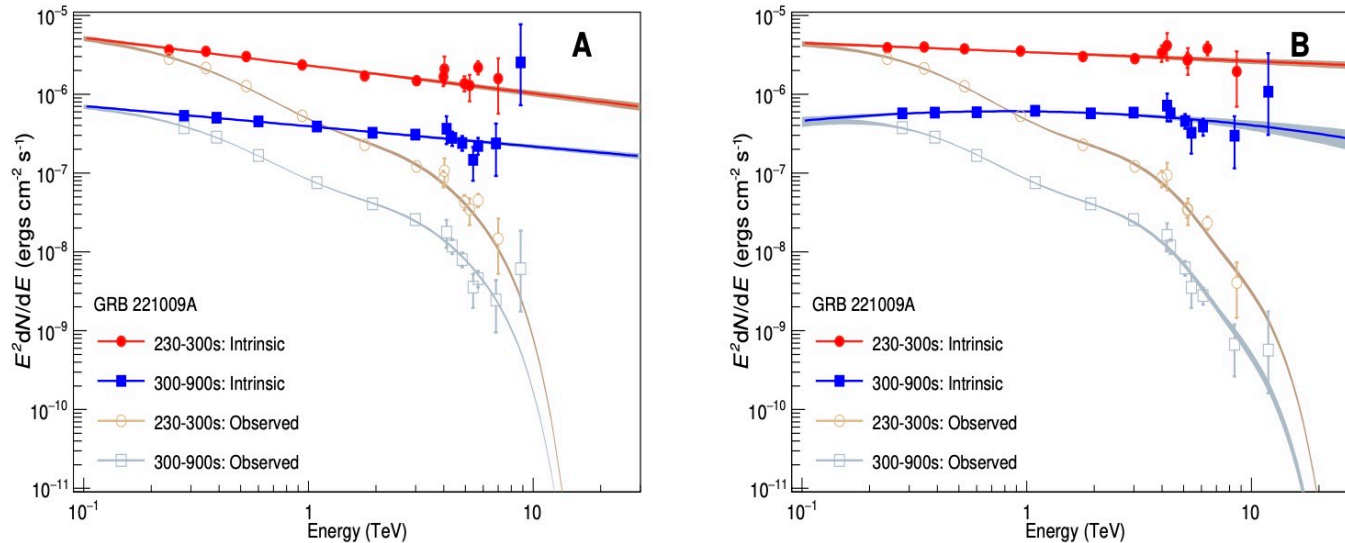 A
10⁻⁵
10⁻⁶
10⁻⁷
10⁻⁸
10⁻⁹
10⁻¹⁰
10⁻¹¹
E²dN/dE (ergs cm⁻² s⁻¹)
GRB 221009A
230-300s: Intrinsic
300-900s: Intrinsic
230-300s: Observed
300-900s: Observed
10⁻¹
1
10
Energy (TeV)
B
10⁻⁵
10⁻⁶
10⁻⁷
10⁻⁸
10⁻⁹
10⁻¹⁰
10⁻¹¹
E²dN/dE (ergs cm⁻² s⁻¹)
GRB 221009A
230-300s: Intrinsic
300-900s: Intrinsic
230-300s: Observed
300-900s: Observed
10⁻¹
1
10
Energy (TeV)